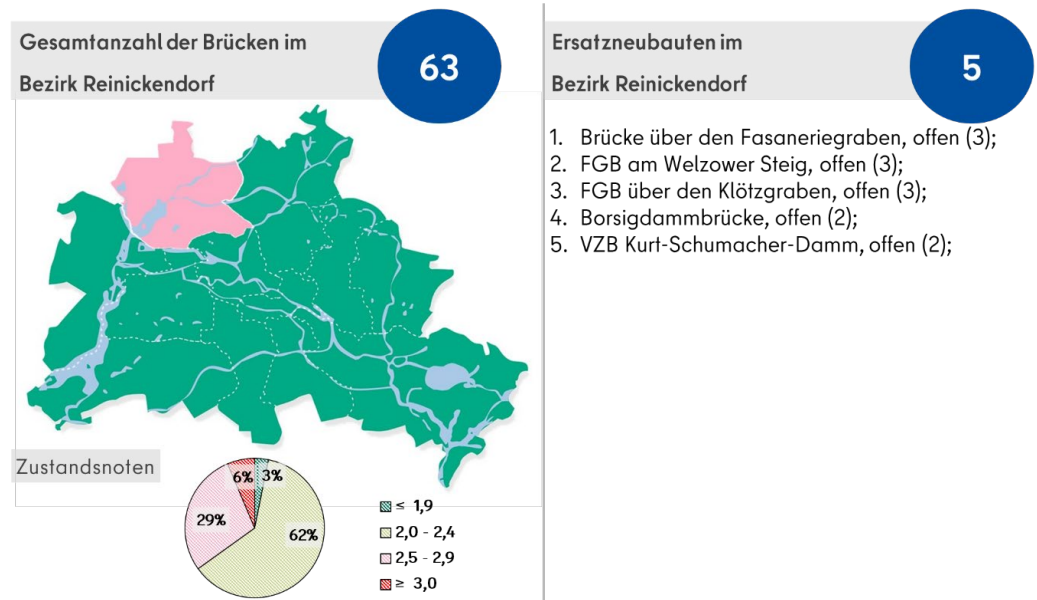 Gesamtanzahl der Brücken im
Bezirk Reinickendorf
63
Zustandsnoten
6%
3%
29%
62%
≤ 1,9
2,0 - 2,4
2,5 - 2,9
≥ 3,0
Ersatzneubauten im
Bezirk Reinickendorf
5
1. Brücke über den Fasaneriegraben, offen (3);
2. FGB am Welzower Steig, offen (3);
3. FGB über den Klötzgraben, offen (3);
4. Borsigdammbrücke, offen (2);
5. VZB Kurt-Schumacher-Damm, offen (2);